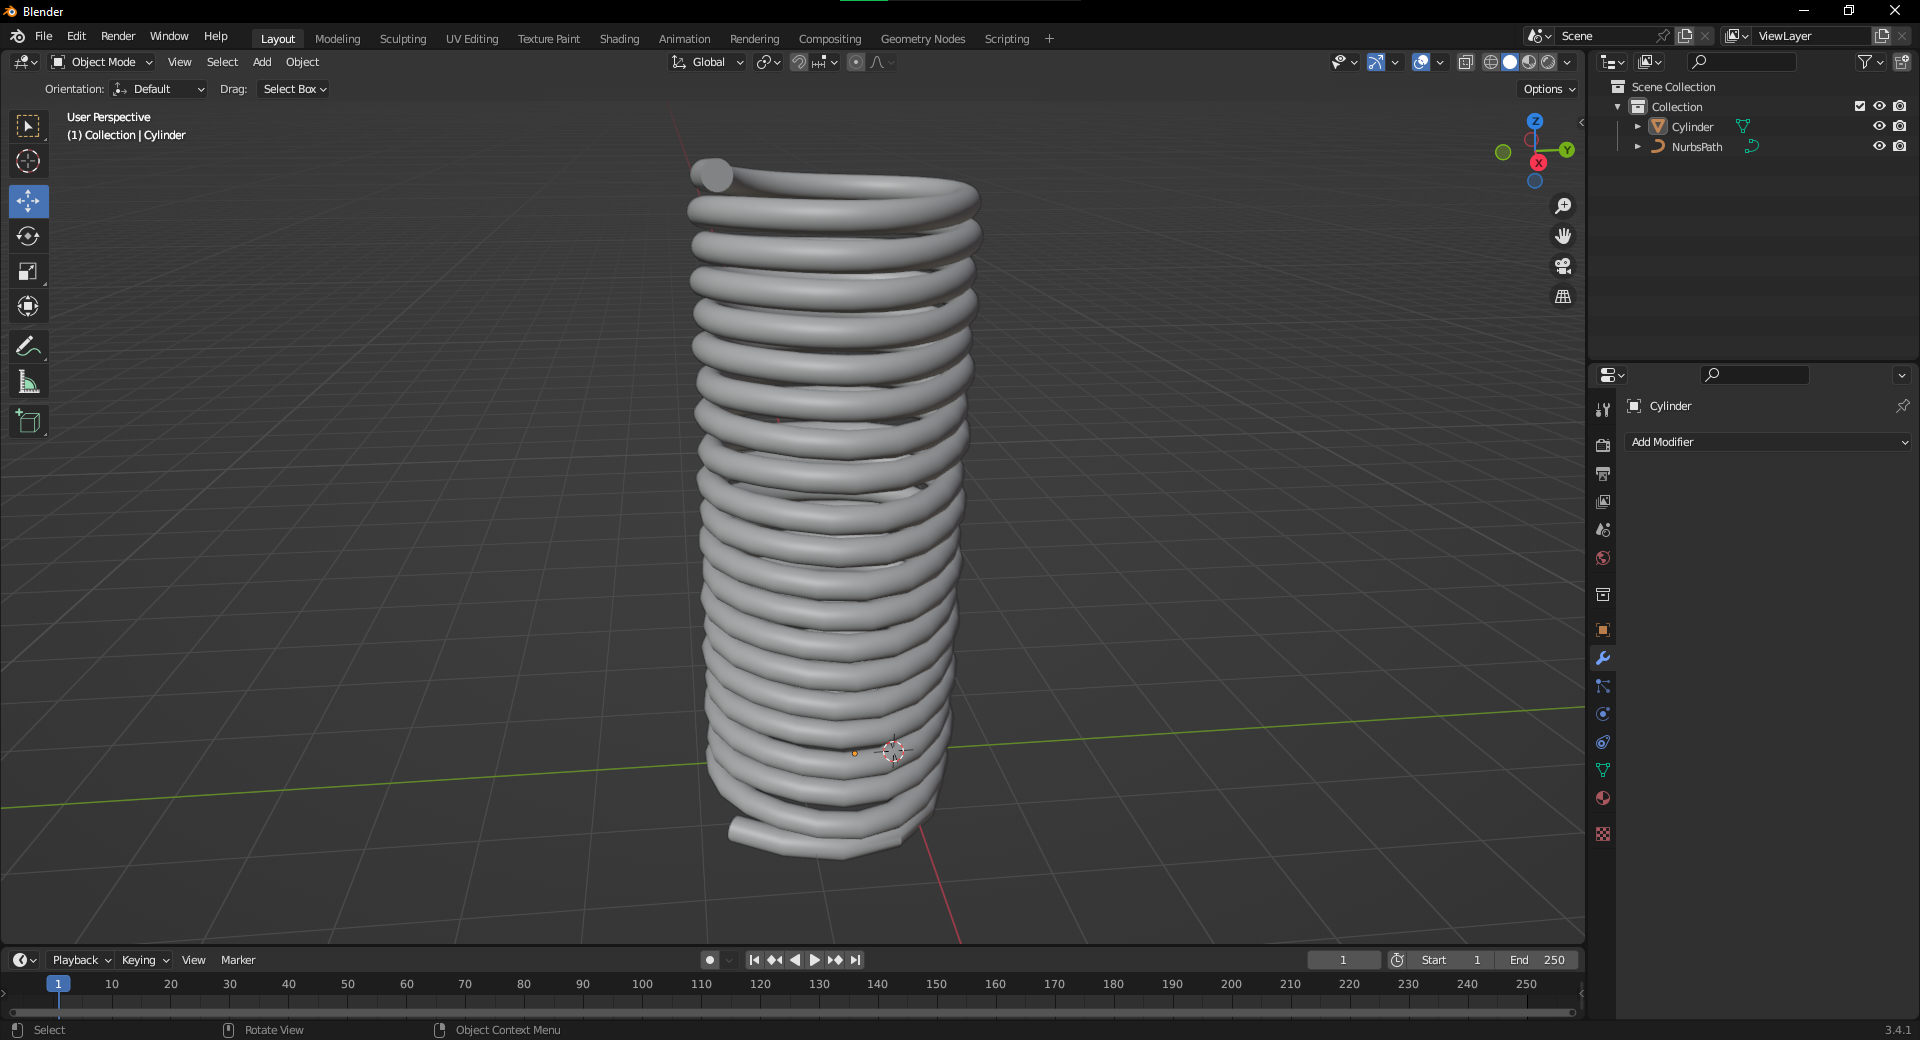 Blender
File Edit Render Window Help Layout Modeling Sculpting UV Editing Texture Paint Shading Animation Rendering Compositing Geometry Nodes Scripting + Scene ViewLayer
Object Mode View Select Add Object Global
Orientation: Default Drag: Select Box Options
User Perspective
(1) Collection | Cylinder
Z
Y
X
Scene Collection
Collection
Cylinder
NurbsPath
Cylinder
Add Modifier
Playback Keying View Marker 1 Start 1 End 250
1 10 20 30 40 50 60 70 80 90 100 110 120 130 140 150 160 170 180 190 200 210 220 230 240 250
Select Rotate View Object Context Menu 3.4.1